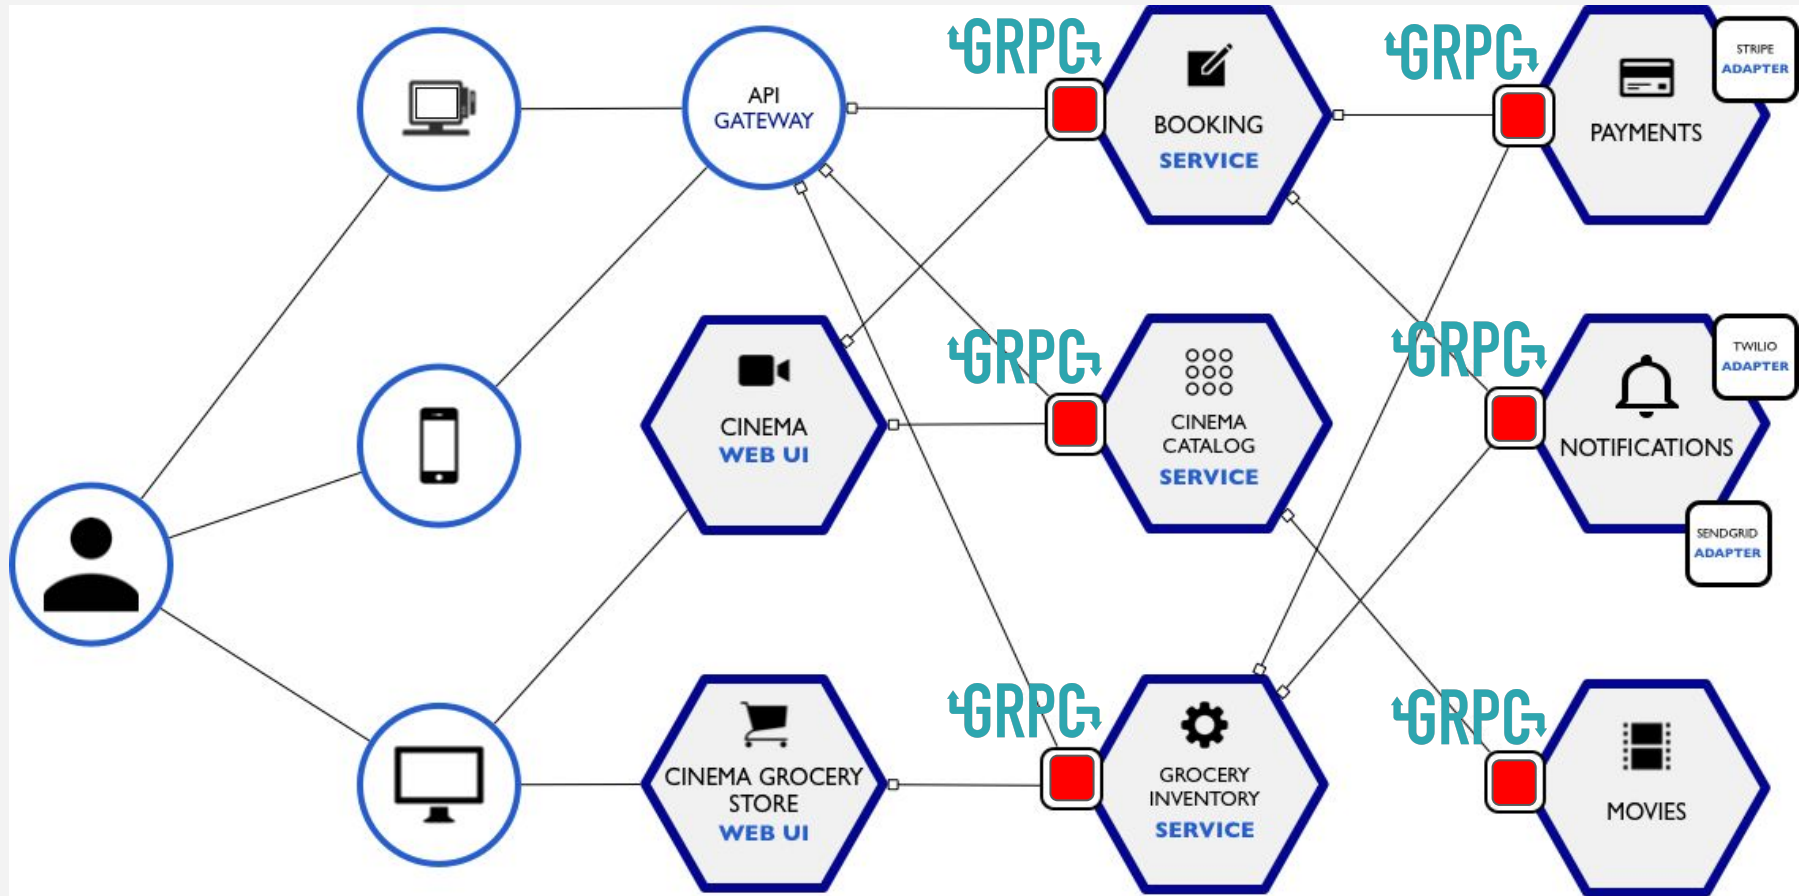 API
GATEWAY
GRPC
BOOKING
SERVICE
GRPC
PAYMENTS
STRIPE
ADAPTER
CINEMA
WEB UI
GRPC
CINEMA
CATALOG
SERVICE
GRPC
NOTIFICATIONS
TWILIO
ADAPTER
SENDGRID
ADAPTER
CINEMA GROCERY
STORE
WEB UI
GRPC
GROCERY
INVENTORY
SERVICE
GRPC
MOVIES